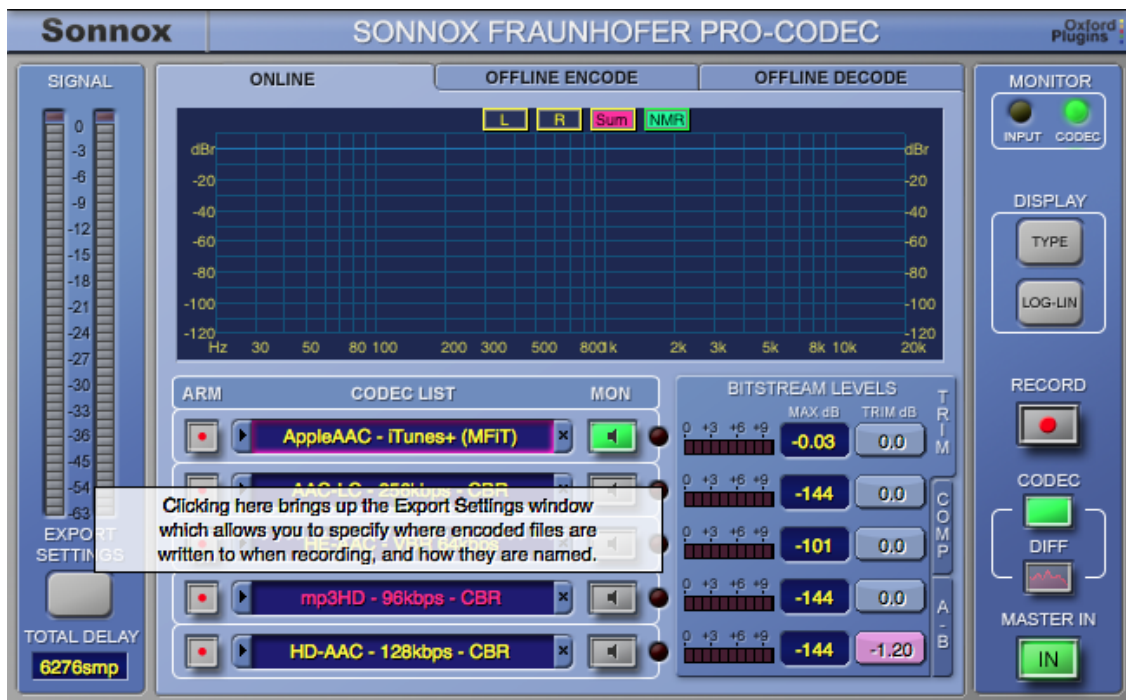 Sonnox
SONNOX FRAUNHOFER PRO-CODEC
Oxford
Plugins
SIGNAL
0
-3
-6
-9
-12
-15
-18
-21
-24
-27
-30
-33
-36
-45
-54
-63
EXPORT
SETTINGS
TOTAL DELAY
6276smp
ONLINE
OFFLINE ENCODE
OFFLINE DECODE
L R Sum NMR
dBr dBr
-20 -20
-40 -40
-60 -60
-80 -80
-100 -100
-120 -120
Hz 30 50 80 100 200 300 500 800 1k 2k 3k 5k 8k 10k 20k
ARM CODEC LIST MON
AppleAAC - iTunes+ (MFiT) ×
AAC-LC - 256kbps - CBR
Clicking here brings up the Export Settings window
which allows you to specify where encoded files are
written to when recording, and how they are named.
mp3HD - 96kbps - CBR ×
HD-AAC - 128kbps - CBR ×
BITSTREAM LEVELS
MAX dB TRIM dB
0 +3 +6 +9 -0.03 0.0
0 +3 +6 +9 -144 0.0
0 +3 +6 +9 -101 0.0
0 +3 +6 +9 -144 0.0
0 +3 +6 +9 -144 -1.20
TRIM
COMP
A-B
MONITOR
INPUT CODEC
DISPLAY
TYPE
LOG-LIN
RECORD
CODEC
DIFF
MASTER IN
IN